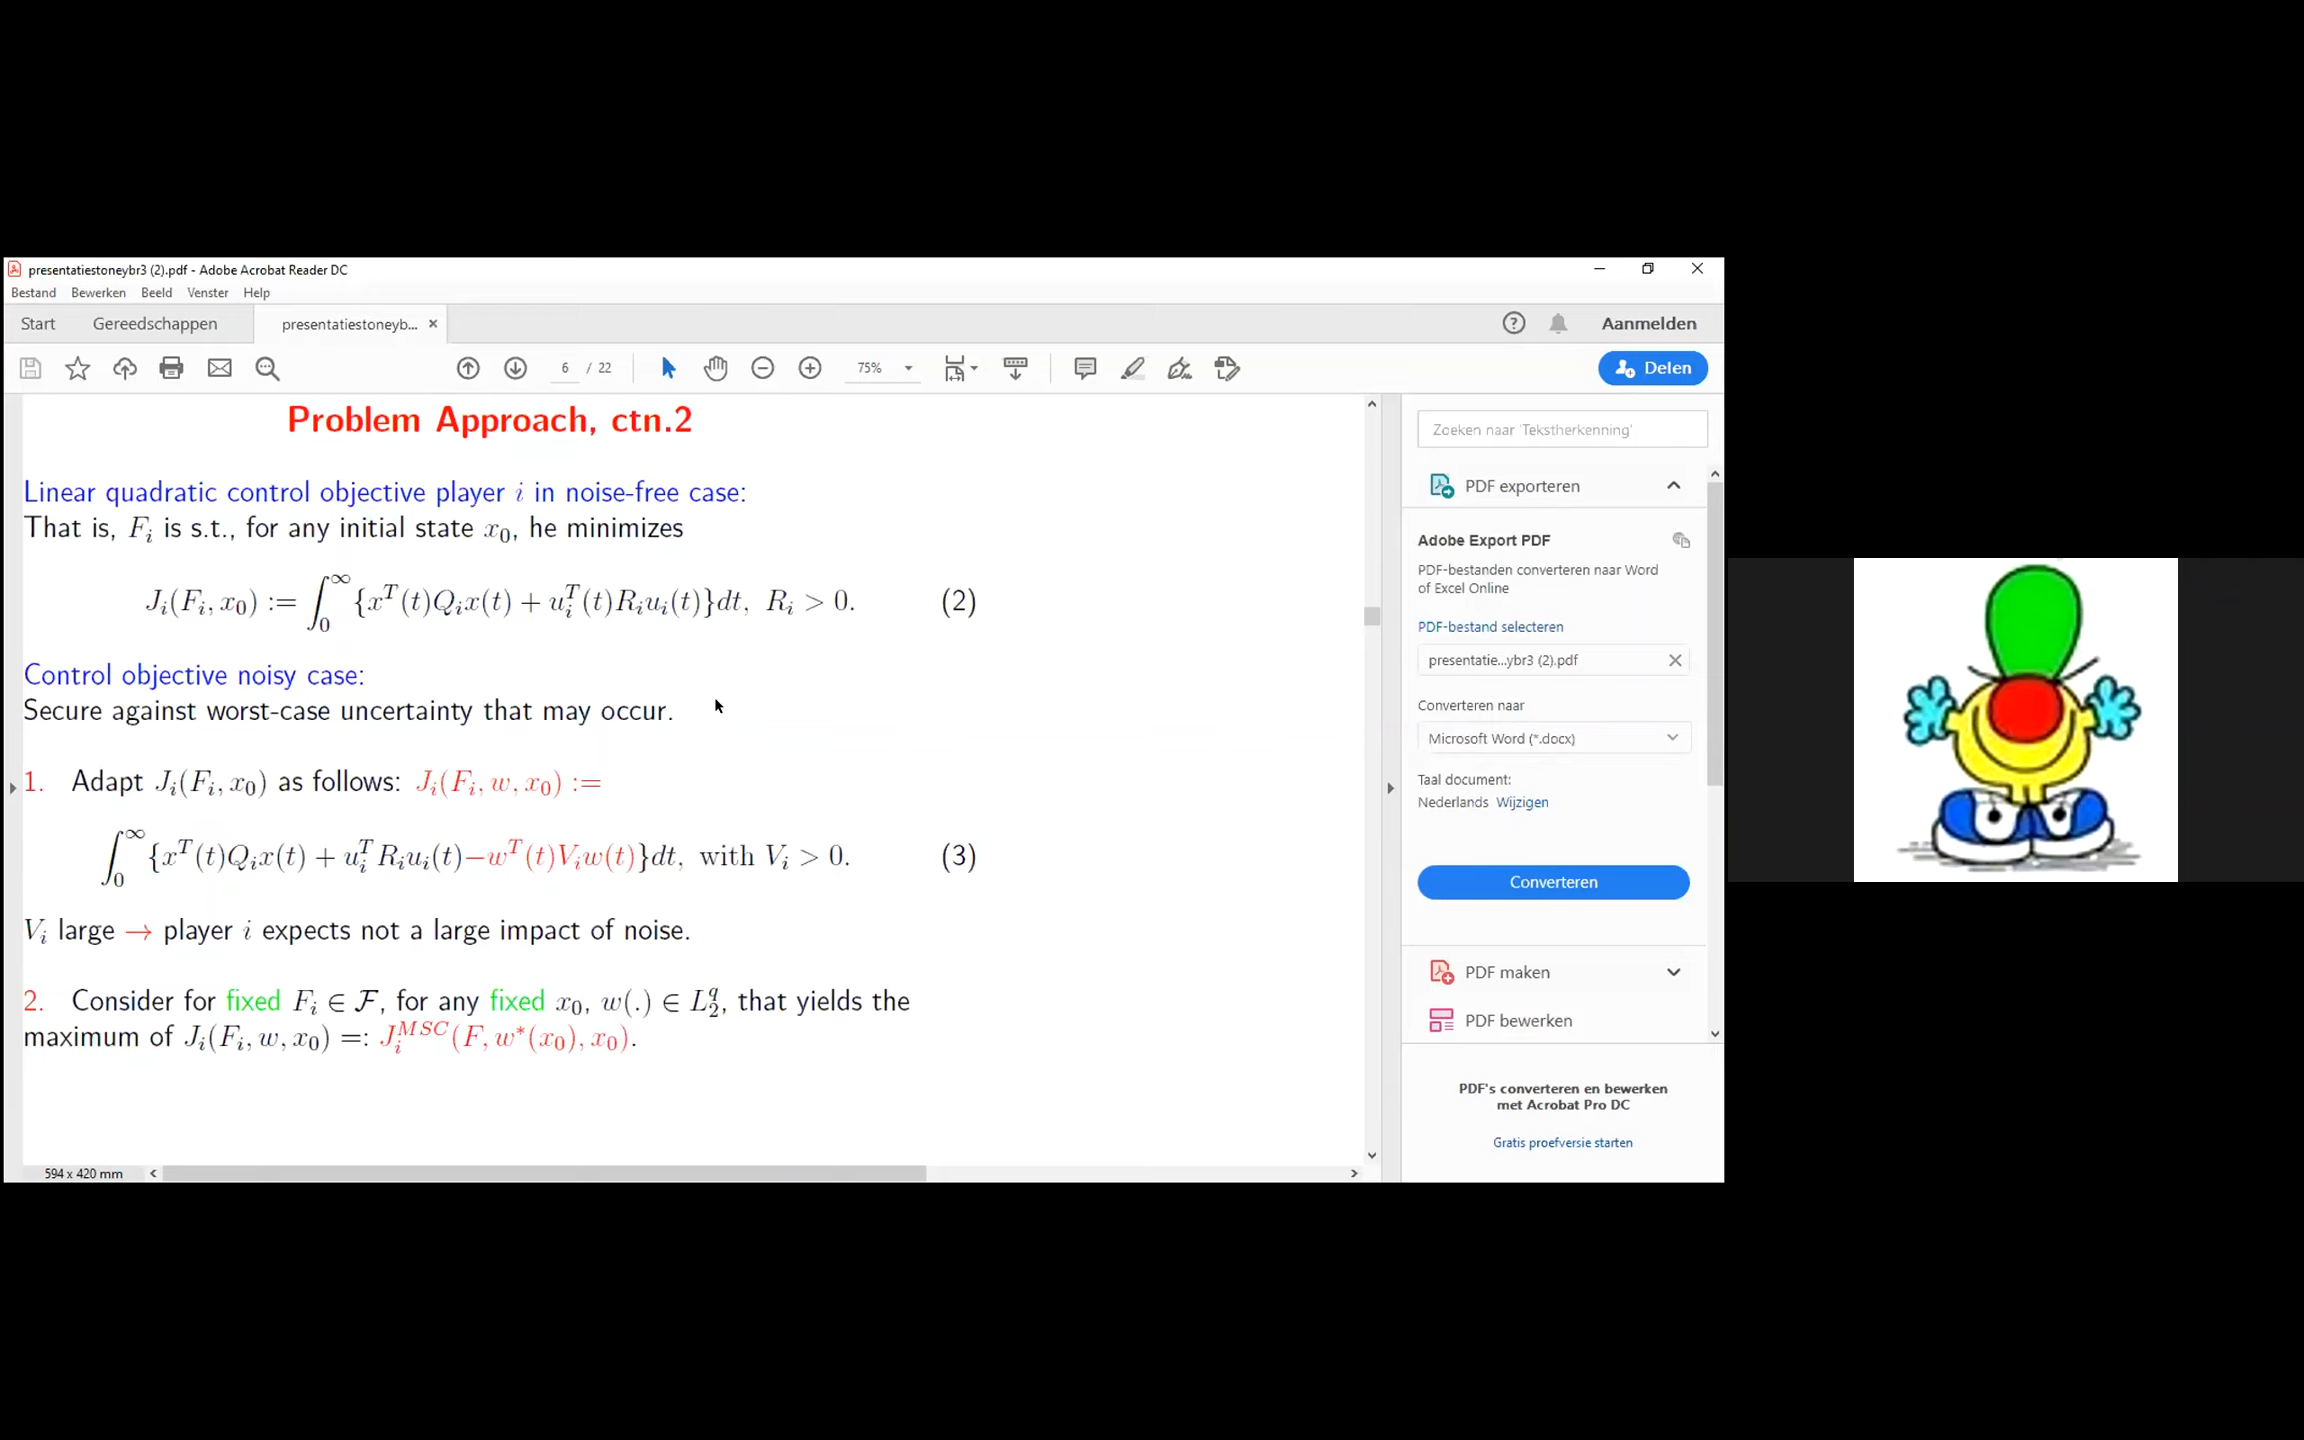 presentatiestoneybr3 (2).pdf - Adobe Acrobat Reader DC
Bestand Bewerken Beeld Venster Help
Start Gereedschappen presentatiestoneyb... Aanmelden
6 / 22 75% Delen
Problem Approach, ctn.2
Linear quadratic control objective player i in noise-free case:
That is, F_i is s.t., for any initial state x_0, he minimizes
J_i(F_i, x_0) := ∫_0^∞ {x^T(t)Q_i x(t) + u_i^T(t)R_i u_i(t)}dt, R_i > 0. (2)
Control objective noisy case:
Secure against worst-case uncertainty that may occur.
1. Adapt J_i(F_i, x_0) as follows: J_i(F_i, w, x_0) :=
∫_0^∞ {x^T(t)Q_i x(t) + u_i^T R_i u_i(t)−w^T(t)V_i w(t)}dt, with V_i > 0. (3)
V_i large → player i expects not a large impact of noise.
2. Consider for fixed F_i ∈ 𝓕, for any fixed x_0, w(.) ∈ L_2^q, that yields the
maximum of J_i(F_i, w, x_0) =: J_i^{MSC}(F, w*(x_0), x_0).
594 x 420 mm
Zoeken naar 'Tekstherkenning'
PDF exporteren
Adobe Export PDF
PDF-bestanden converteren naar Word
of Excel Online
PDF-bestand selecteren
presentatie...ybr3 (2).pdf
Converteren naar
Microsoft Word (*.docx)
Taal document:
Nederlands Wijzigen
Converteren
PDF maken
PDF bewerken
PDF's converteren en bewerken
met Acrobat Pro DC
Gratis proefversie starten